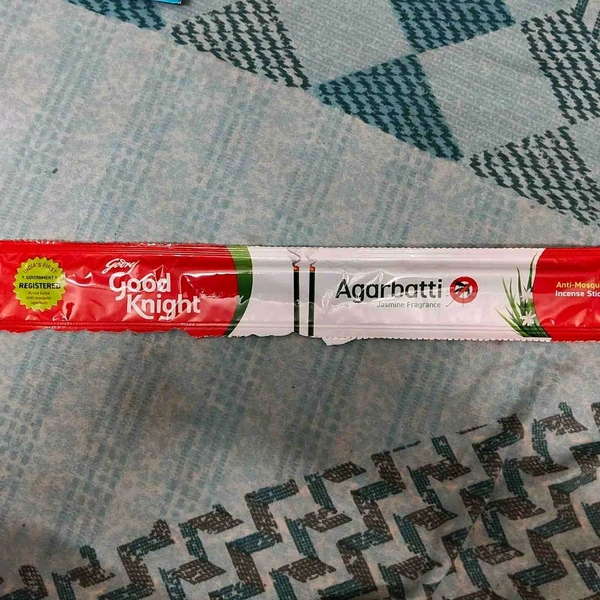 INDIA'S FIRST
GOVERNMENT
REGISTERED
Godrej
Good
Knight
Agarbatti
Jasmine Fragrance
Anti-Mosqu
Incense Stic